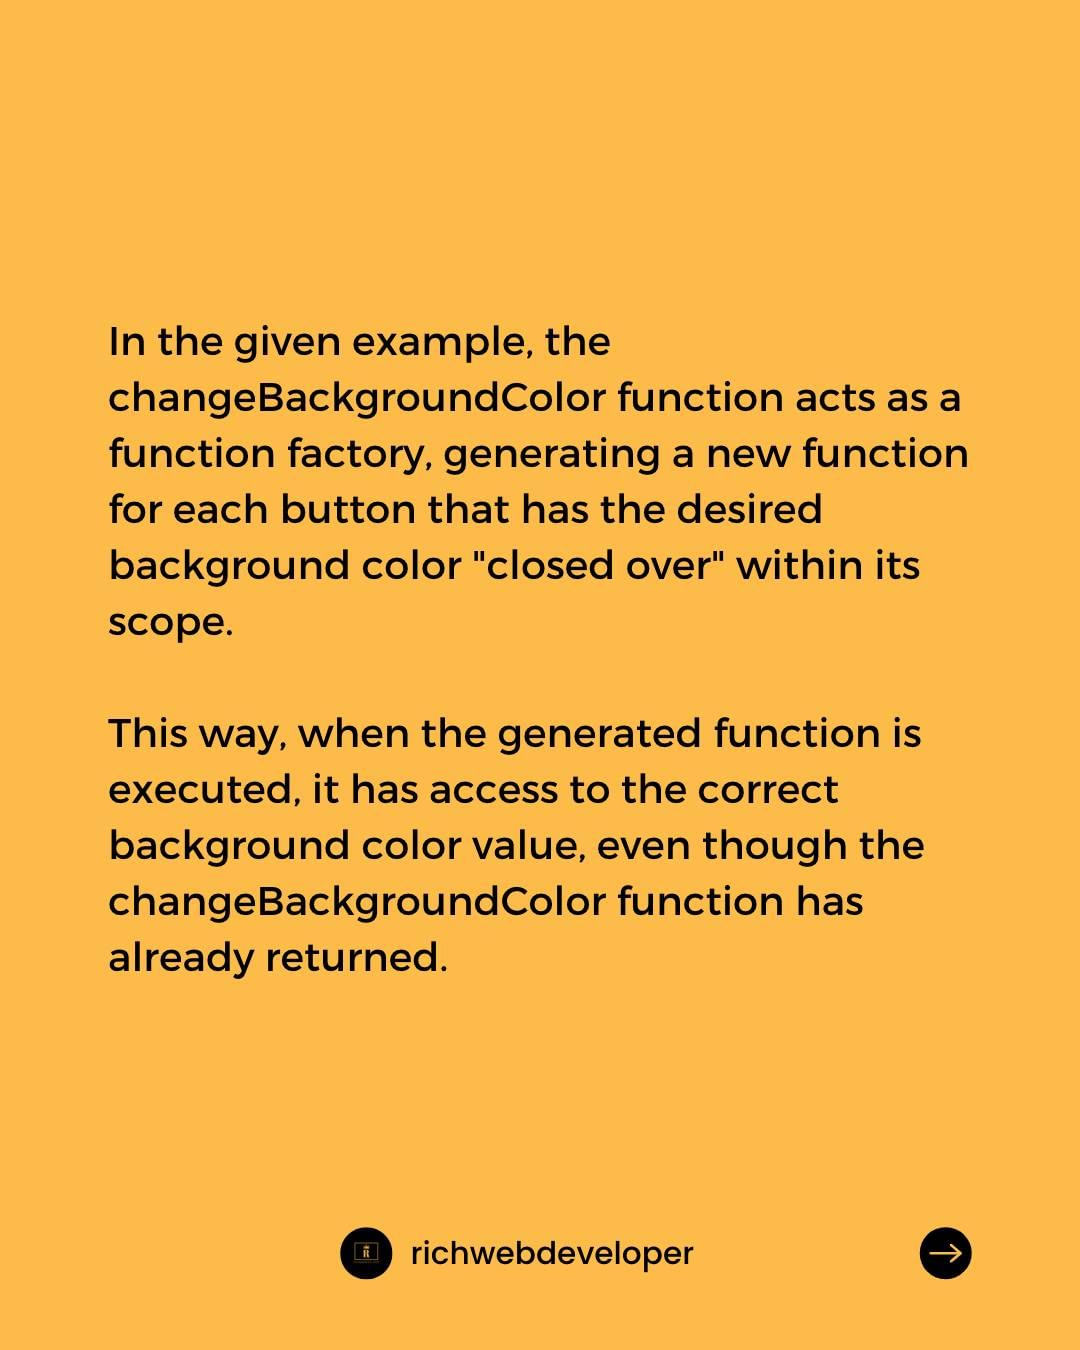 In the given example, the
changeBackgroundColor function acts as a
function factory, generating a new function
for each button that has the desired
background color "closed over" within its
scope.
This way, when the generated function is
executed, it has access to the correct
background color value, even though the
changeBackgroundColor function has
already returned.
R
richwebdeveloper